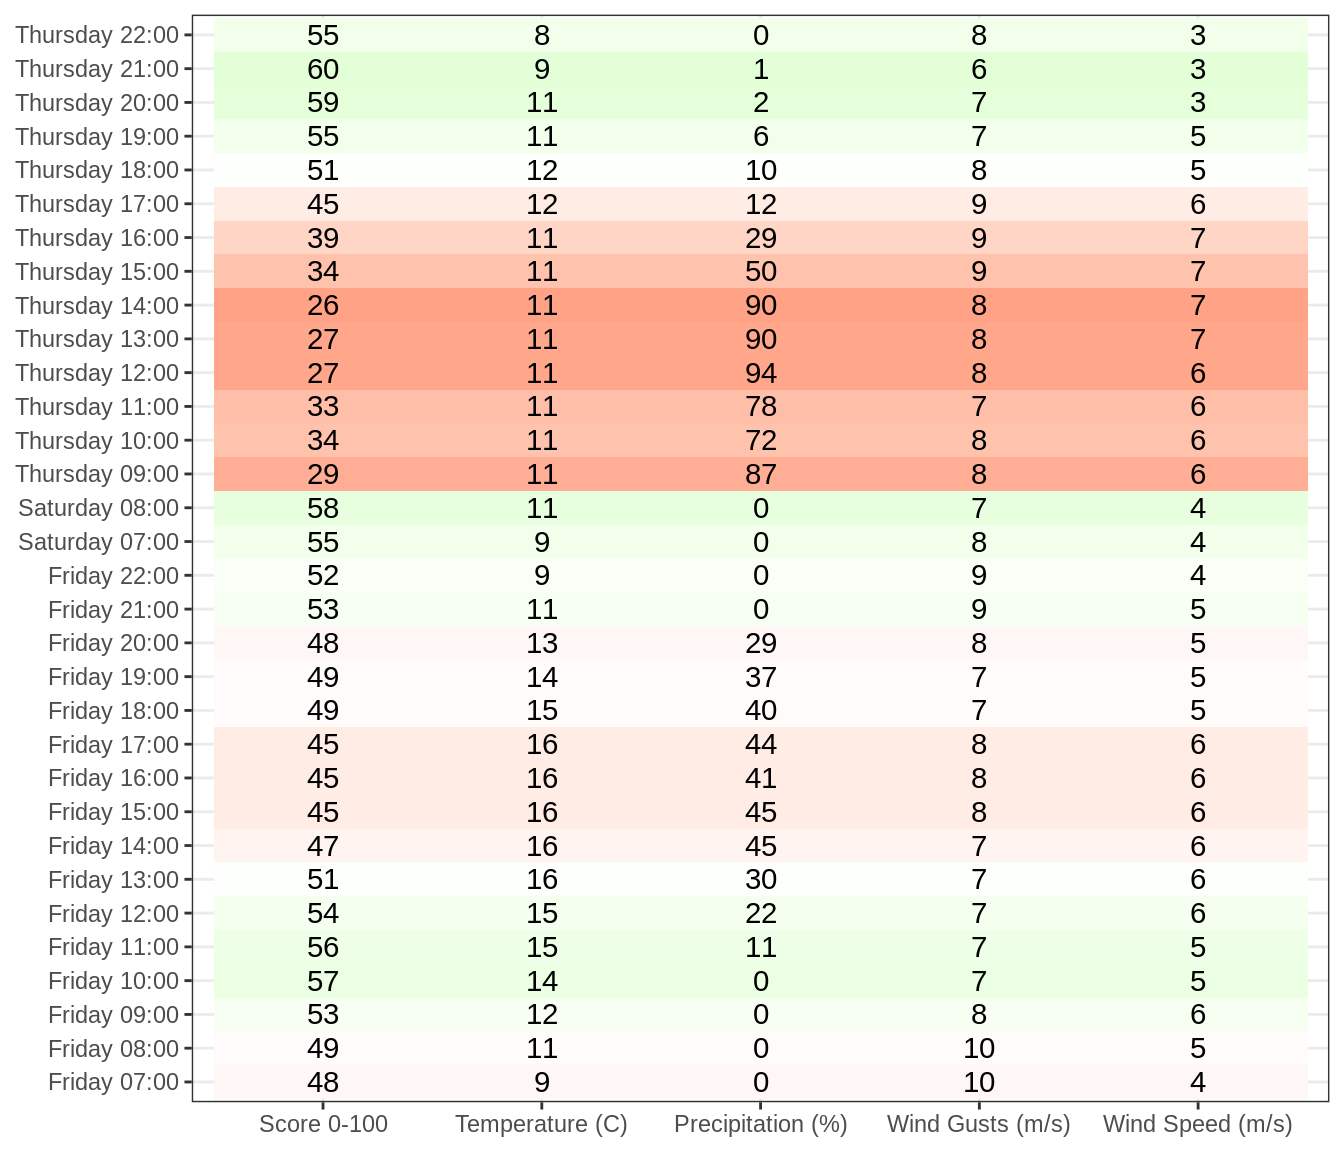 Thursday 22:00 55 8 0 8 3
Thursday 21:00 60 9 1 6 3
Thursday 20:00 59 11 2 7 3
Thursday 19:00 55 11 6 7 5
Thursday 18:00 51 12 10 8 5
Thursday 17:00 45 12 12 9 6
Thursday 16:00 39 11 29 9 7
Thursday 15:00 34 11 50 9 7
Thursday 14:00 26 11 90 8 7
Thursday 13:00 27 11 90 8 7
Thursday 12:00 27 11 94 8 6
Thursday 11:00 33 11 78 7 6
Thursday 10:00 34 11 72 8 6
Thursday 09:00 29 11 87 8 6
Saturday 08:00 58 11 0 7 4
Saturday 07:00 55 9 0 8 4
Friday 22:00 52 9 0 9 4
Friday 21:00 53 11 0 9 5
Friday 20:00 48 13 29 8 5
Friday 19:00 49 14 37 7 5
Friday 18:00 49 15 40 7 5
Friday 17:00 45 16 44 8 6
Friday 16:00 45 16 41 8 6
Friday 15:00 45 16 45 8 6
Friday 14:00 47 16 45 7 6
Friday 13:00 51 16 30 7 6
Friday 12:00 54 15 22 7 6
Friday 11:00 56 15 11 7 5
Friday 10:00 57 14 0 7 5
Friday 09:00 53 12 0 8 6
Friday 08:00 49 11 0 10 5
Friday 07:00 48 9 0 10 4
Score 0-100 Temperature (C) Precipitation (%) Wind Gusts (m/s) Wind Speed (m/s)